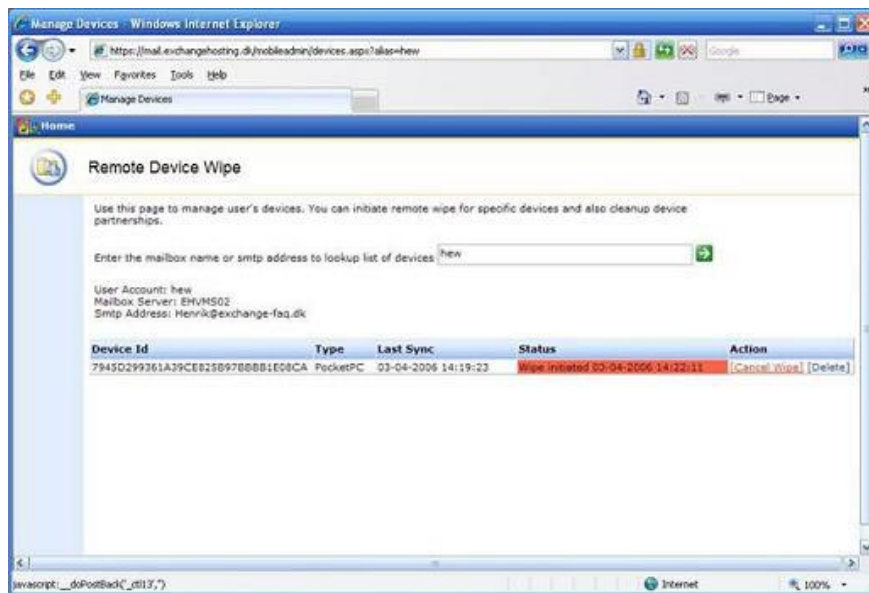 Manage Devices - Windows Internet Explorer
https://mail.exchangehosting.dk/mobileadmin/devices.aspx?alias=hew
Google
File Edit View Favorites Tools Help
Manage Devices
Page
Home
Remote Device Wipe
Use this page to manage user's devices. You can initiate remote wipe for specific devices and also cleanup device
partnerships.
Enter the mailbox name or smtp address to lookup list of devices hew
User Account: hew
Mailbox Server: EHVMS02
Smtp Address: Henrik@exchange-faq.dk
Device Id Type Last Sync Status Action
7945D299361A39CE825B97BBBB1E08CA PocketPC 03-04-2006 14:19:23 Wipe initiated 03-04-2006 14:22:11 [Cancel Wipe] [Delete]
javascript:__doPostBack('_ctl13','') Internet 100%